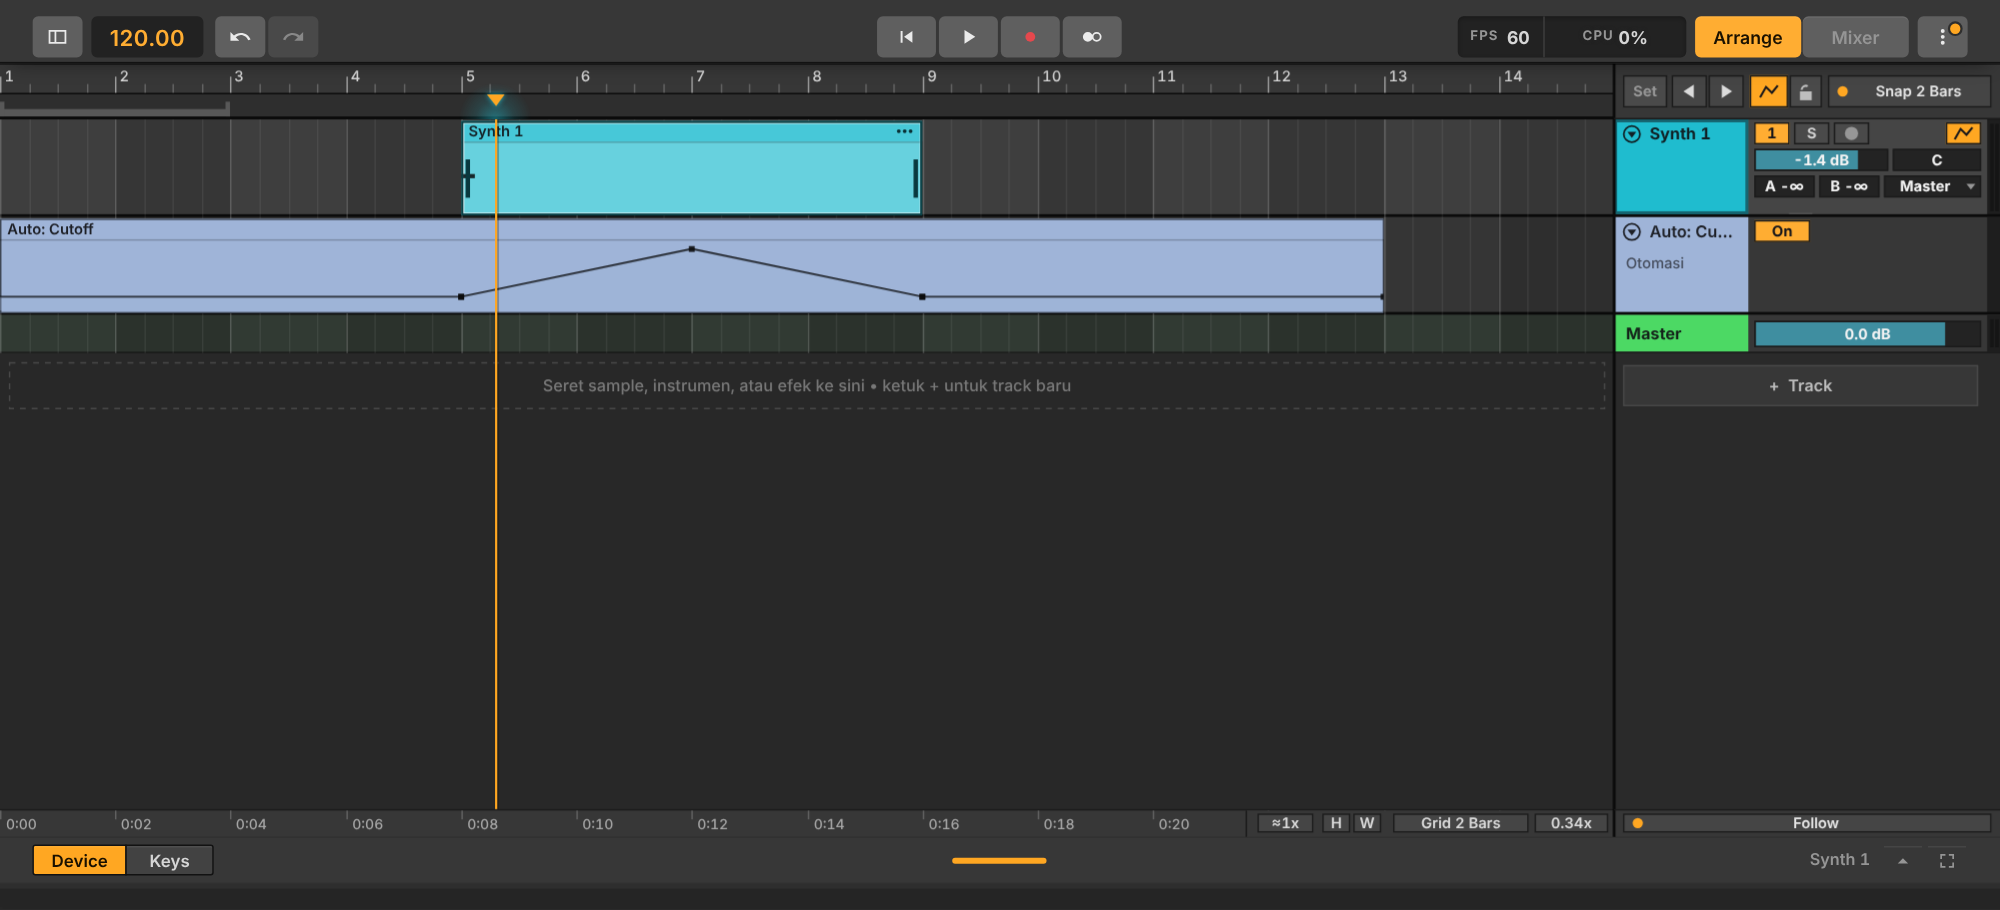 120.00
FPS 60
CPU 0%
Arrange
Mixer
1 2 3 4 5 6 7 8 9 10 11 12 13 14
Set
Snap 2 Bars
Synth 1
Synth 1
1 S
-1.4 dB C
A -∞ B -∞ Master
Auto: Cutoff
Auto: Cu...
On
Otomasi
Master
0.0 dB
Seret sample, instrumen, atau efek ke sini • ketuk + untuk track baru
+ Track
0:00 0:02 0:04 0:06 0:08 0:10 0:12 0:14 0:16 0:18 0:20
≈1x H W Grid 2 Bars 0.34x
Follow
Device Keys
Synth 1